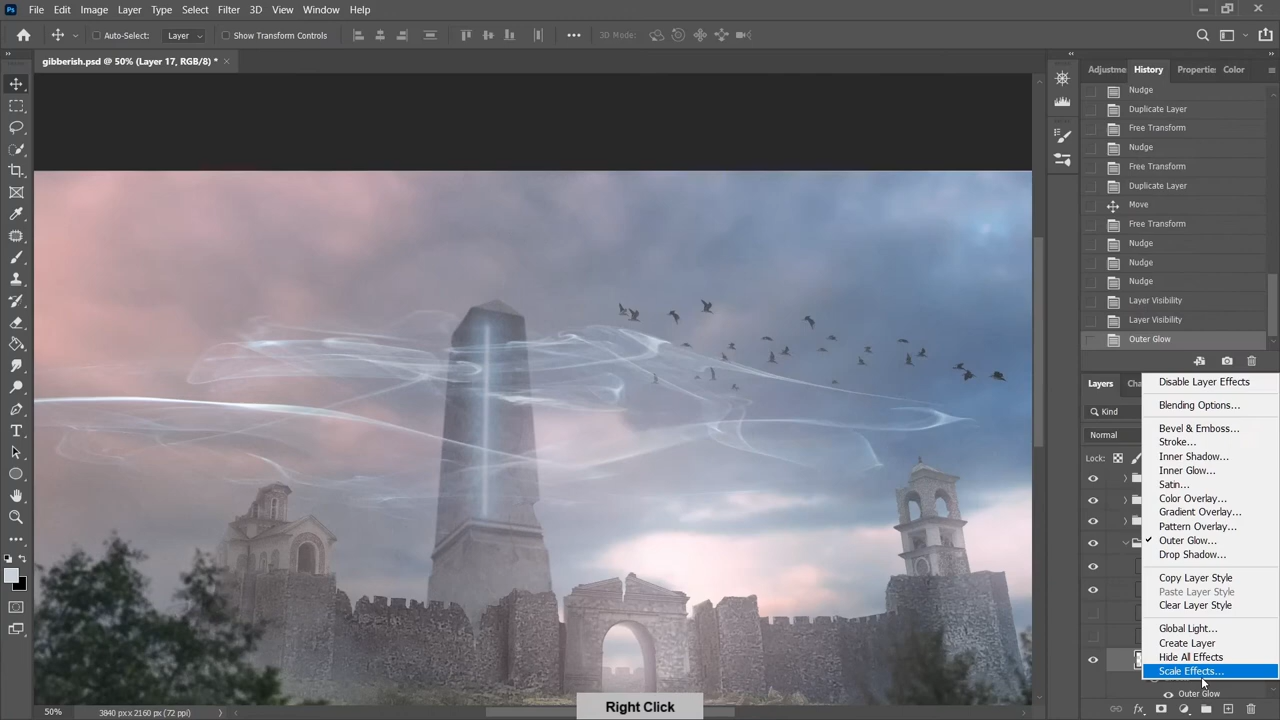 Ps File Edit Image Layer Type Select Filter 3D View Window Help
Auto-Select: Layer Show Transform Controls 3D Mode:
gibberish.psd @ 50% (Layer 17, RGB/8) *
Adjustme History Propertie Color
Nudge
Duplicate Layer
Free Transform
Nudge
Free Transform
Duplicate Layer
Move
Free Transform
Nudge
Nudge
Nudge
Layer Visibility
Layer Visibility
Outer Glow
Layers Cha
Kind
Normal
Lock:
Disable Layer Effects
Blending Options...
Bevel & Emboss...
Stroke...
Inner Shadow...
Inner Glow...
Satin...
Color Overlay...
Gradient Overlay...
Pattern Overlay...
Outer Glow...
Drop Shadow...
Copy Layer Style
Paste Layer Style
Clear Layer Style
Global Light...
Create Layer
Hide All Effects
Scale Effects...
Outer Glow
fx
Right Click
50% 3840 px x 2160 px (72 ppi)